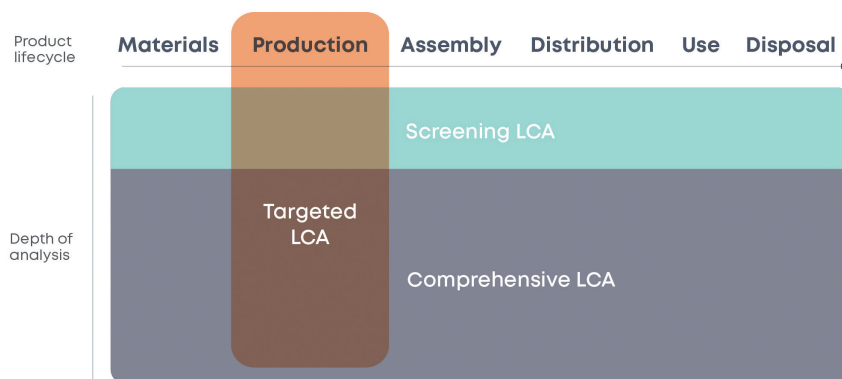 Product
lifecycle
Materials Production Assembly Distribution Use Disposal
Screening LCA
Targeted
LCA
Depth of
analysis
Comprehensive LCA